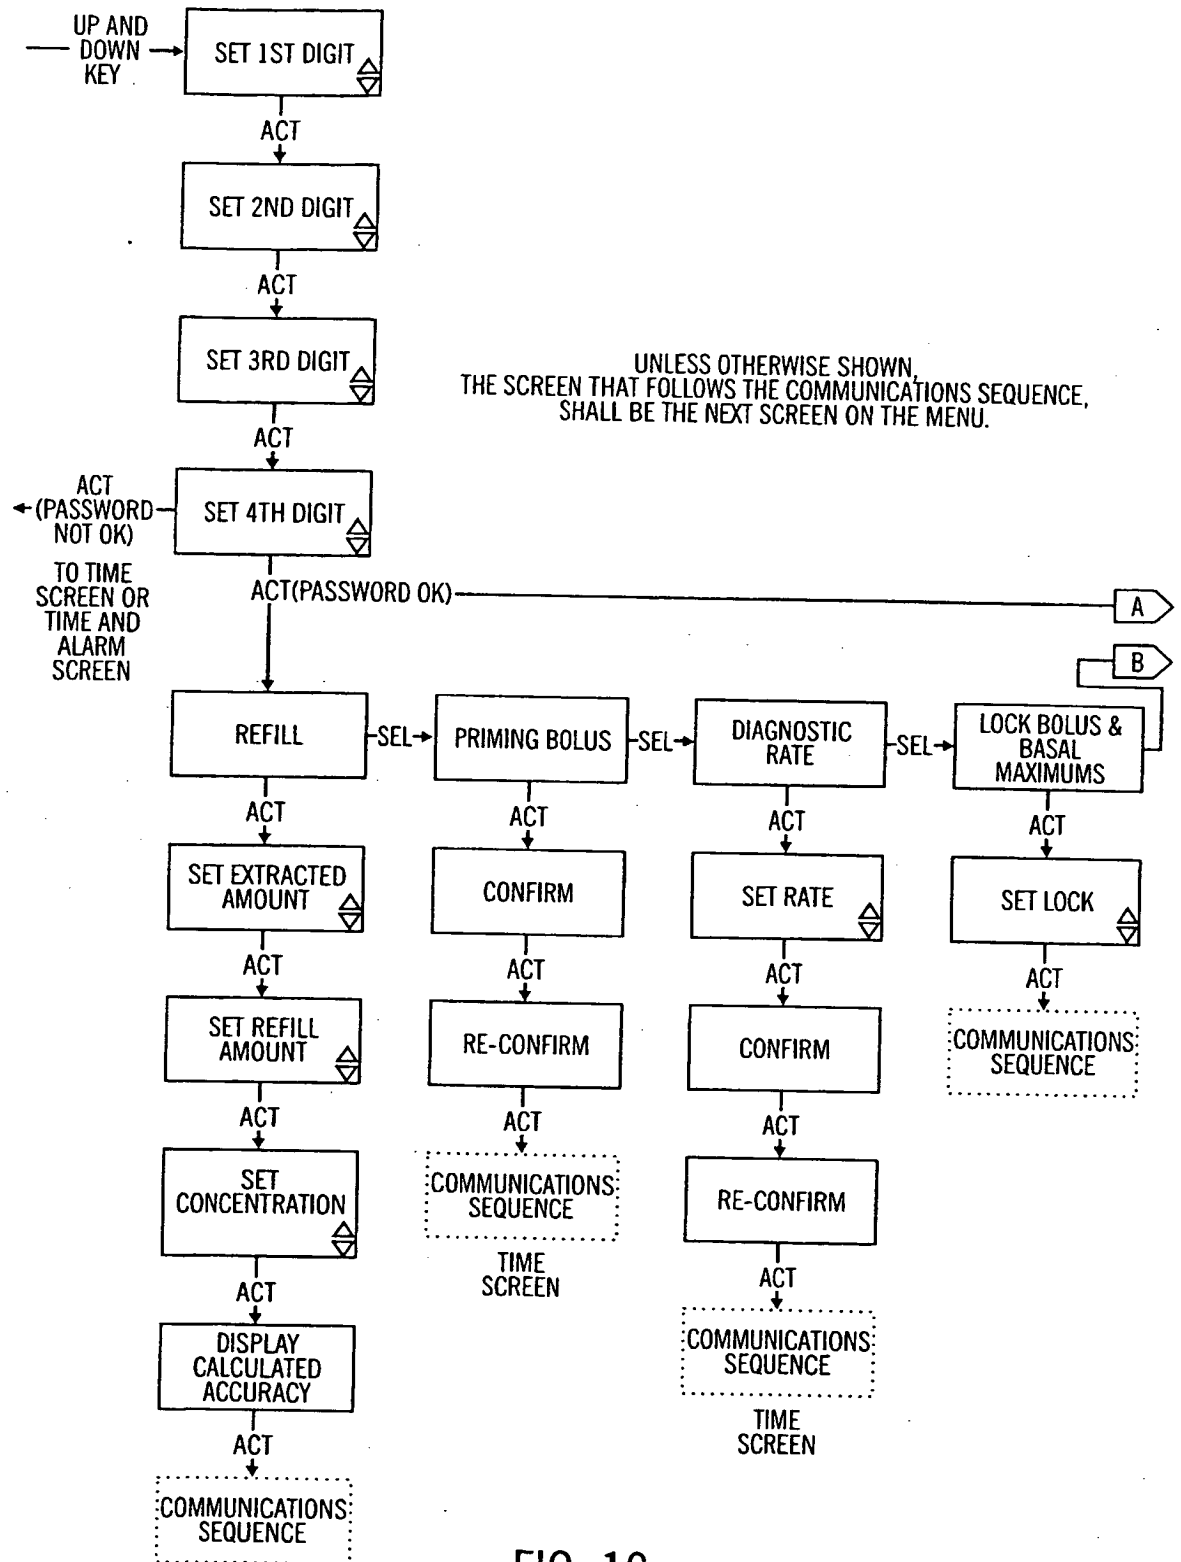 UP AND
DOWN
KEY
SET 1ST DIGIT
ACT
SET 2ND DIGIT
ACT
SET 3RD DIGIT
UNLESS OTHERWISE SHOWN,
THE SCREEN THAT FOLLOWS THE COMMUNICATIONS SEQUENCE,
SHALL BE THE NEXT SCREEN ON THE MENU.
ACT
ACT
(PASSWORD
NOT OK)
SET 4TH DIGIT
TO TIME
SCREEN OR
TIME AND
ALARM
SCREEN
ACT(PASSWORD OK)
A
B
REFILL
SEL
PRIMING BOLUS
SEL
DIAGNOSTIC
RATE
SEL
LOCK BOLUS &
BASAL
MAXIMUMS
ACT
ACT
ACT
ACT
SET EXTRACTED
AMOUNT
CONFIRM
SET RATE
SET LOCK
ACT
ACT
ACT
ACT
SET REFILL
AMOUNT
RE-CONFIRM
CONFIRM
COMMUNICATIONS
SEQUENCE
ACT
ACT
ACT
SET
CONCENTRATION
COMMUNICATIONS
SEQUENCE
TIME
SCREEN
RE-CONFIRM
ACT
ACT
DISPLAY
CALCULATED
ACCURACY
COMMUNICATIONS
SEQUENCE
TIME
SCREEN
ACT
COMMUNICATIONS
SEQUENCE